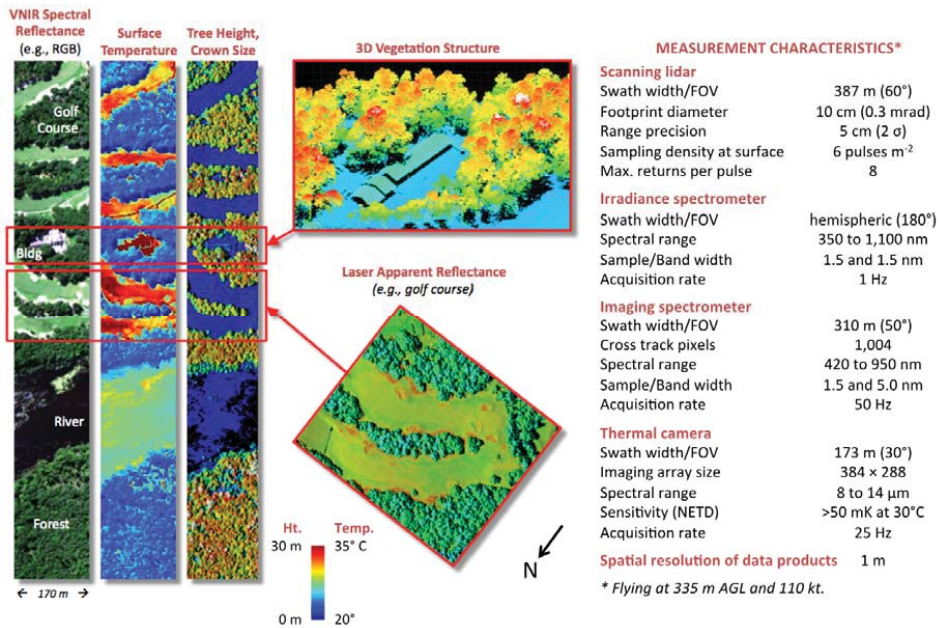 VNIR Spectral
Reflectance
(e.g., RGB)
Surface
Temperature
Tree Height,
Crown Size
Golf
Course
Bldg
River
Forest
← 170 m →
3D Vegetation Structure
Laser Apparent Reflectance
(e.g., golf course)
Ht. Temp.
30 m 35° C
0 m 20°
N
MEASUREMENT CHARACTERISTICS*
Scanning lidar
Swath width/FOV 387 m (60°)
Footprint diameter 10 cm (0.3 mrad)
Range precision 5 cm (2 σ)
Sampling density at surface 6 pulses m-2
Max. returns per pulse 8
Irradiance spectrometer
Swath width/FOV hemispheric (180°)
Spectral range 350 to 1,100 nm
Sample/Band width 1.5 and 1.5 nm
Acquisition rate 1 Hz
Imaging spectrometer
Swath width/FOV 310 m (50°)
Cross track pixels 1,004
Spectral range 420 to 950 nm
Sample/Band width 1.5 and 5.0 nm
Acquisition rate 50 Hz
Thermal camera
Swath width/FOV 173 m (30°)
Imaging array size 384 × 288
Spectral range 8 to 14 μm
Sensitivity (NETD) >50 mK at 30°C
Acquisition rate 25 Hz
Spatial resolution of data products 1 m
* Flying at 335 m AGL and 110 kt.